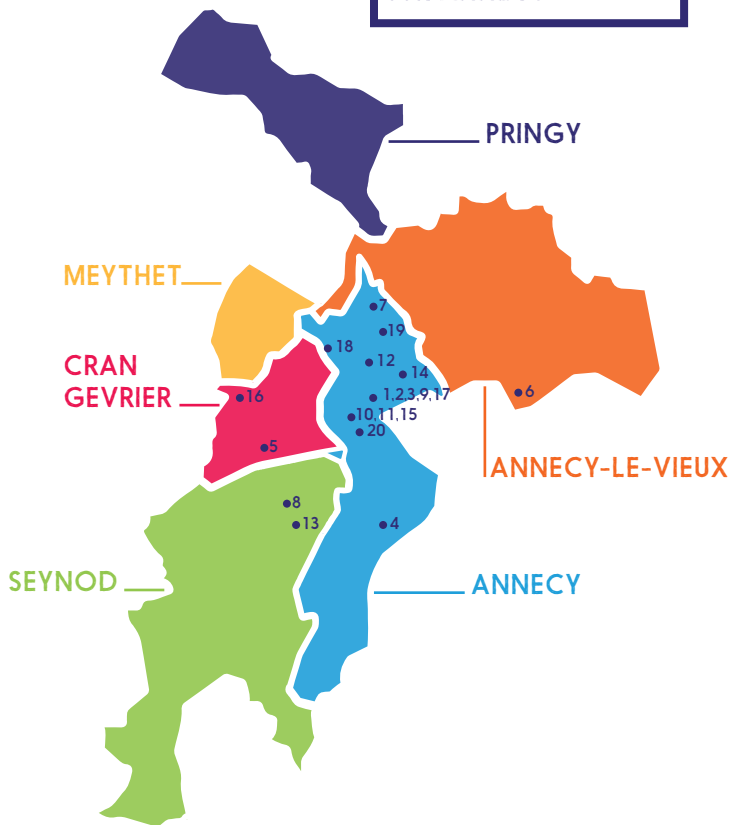 PRINGY
MEYTHET
7
19
18
12
CRAN
GEVRIER
14
16
1,2,3,9,17
6
10,11,15
20
5
ANNECY-LE-VIEUX
8
13
4
SEYNOD
ANNECY